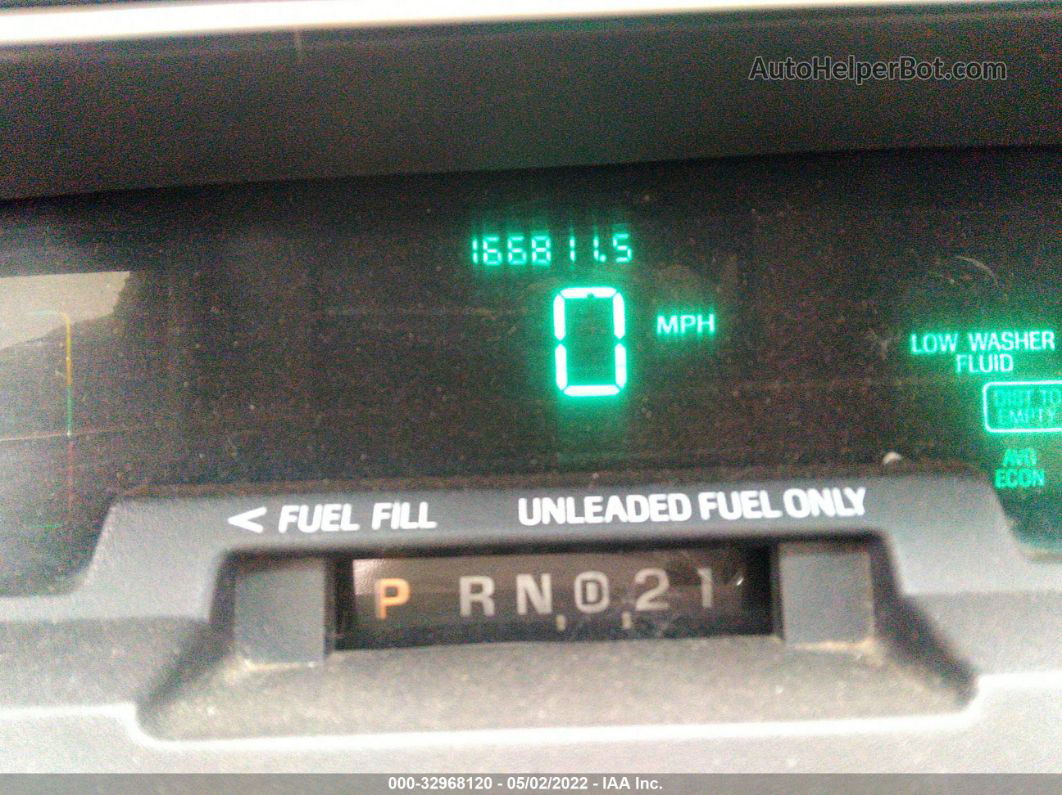 AutoHelperBot.com
166811.5
0 MPH
LOW WASHER
FLUID
DIST TO
EMPTY
AVG
ECON
< FUEL FILL UNLEADED FUEL ONLY
P R N D 2 1
000-32968120 - 05/02/2022 - IAA Inc.